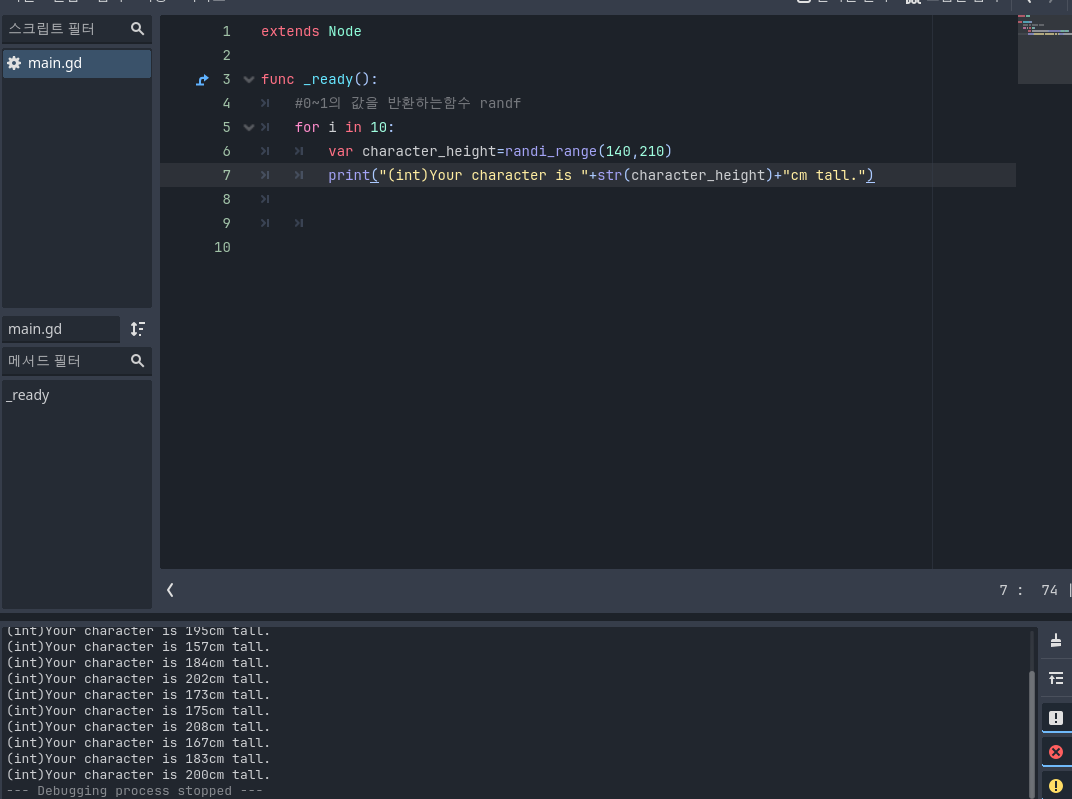 스크립트 필터
main.gd
1 extends Node
2
3 func _ready():
4 #0~1의 값을 반환하는함수 randf
5 for i in 10:
6 var character_height=randi_range(140,210)
7 print("(int)Your character is "+str(character_height)+"cm tall.")
8
9
10
main.gd
메서드 필터
_ready
7 : 74
(int)Your character is 195cm tall.
(int)Your character is 157cm tall.
(int)Your character is 184cm tall.
(int)Your character is 202cm tall.
(int)Your character is 173cm tall.
(int)Your character is 175cm tall.
(int)Your character is 208cm tall.
(int)Your character is 167cm tall.
(int)Your character is 183cm tall.
(int)Your character is 200cm tall.
--- Debugging process stopped ---